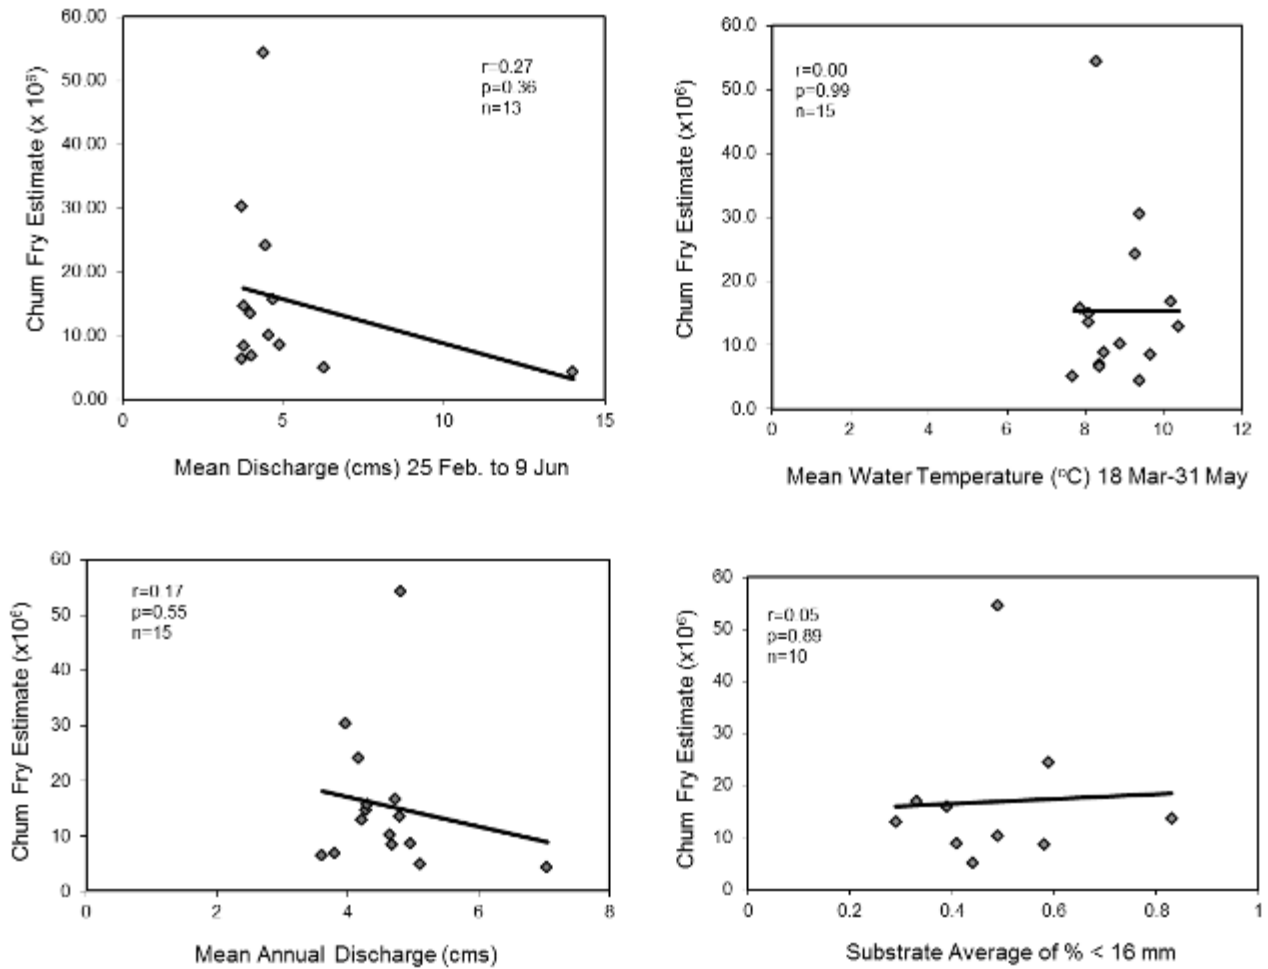 60.00
50.00
40.00
30.00
20.00
10.00
0.00
0 5 10 15
Chum Fry Estimate (x 10⁶)
r=0.27
p=0.36
n=13
Mean Discharge (cms) 25 Feb. to 9 Jun
60.0
50.0
40.0
30.0
20.0
10.0
0.0
0 2 4 6 8 10 12
Chum Fry Estimate (x10⁶)
r=0.00
p=0.99
n=15
Mean Water Temperature (ºC) 18 Mar-31 May
60
50
40
30
20
10
0
0 2 4 6 8
Chum Fry Estimate (x10⁶)
r=0.17
p=0.55
n=15
Mean Annual Discharge (cms)
60
50
40
30
20
10
0
0 0.2 0.4 0.6 0.8 1
Chum Fry Estimate (x10⁶)
r=0.05
p=0.89
n=10
Substrate Average of % < 16 mm